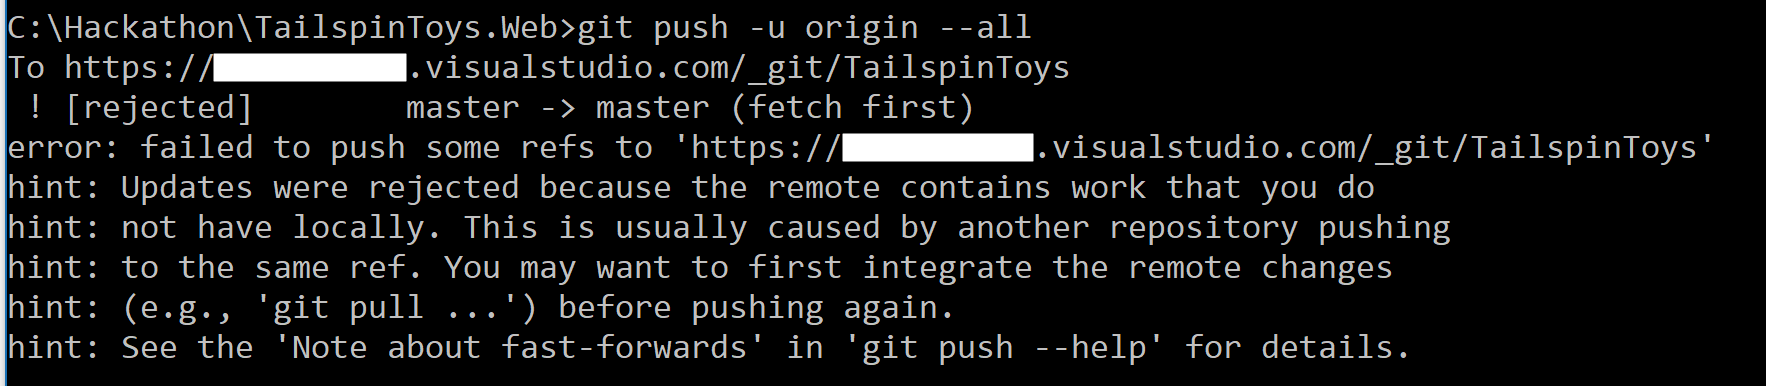 C:\Hackathon\TailspinToys.Web>git push -u origin --all
To https://.visualstudio.com/_git/TailspinToys
 ! [rejected]        master -> master (fetch first)
error: failed to push some refs to 'https://.visualstudio.com/_git/TailspinToys'
hint: Updates were rejected because the remote contains work that you do
hint: not have locally. This is usually caused by another repository pushing
hint: to the same ref. You may want to first integrate the remote changes
hint: (e.g., 'git pull ...') before pushing again.
hint: See the 'Note about fast-forwards' in 'git push --help' for details.